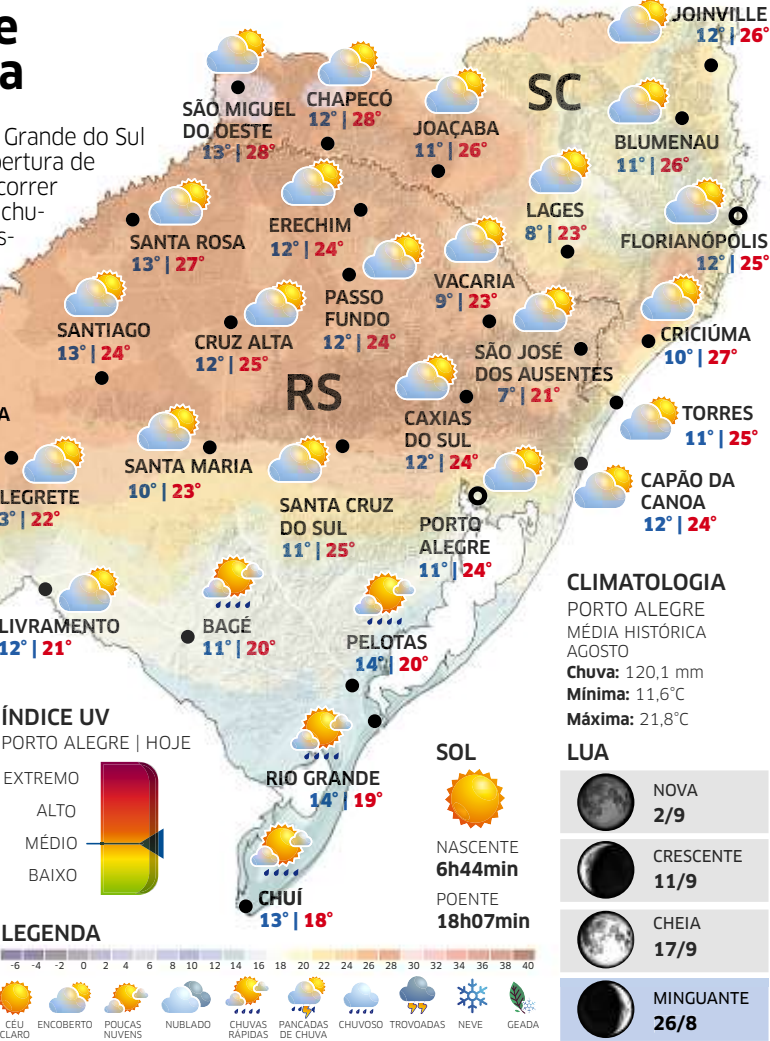 e
a
Grande do Sul
pertura de
correr
chu-
s-
JOINVILLE
12° | 26°
SC
SÃO MIGUEL
DO OESTE
13° | 28°
CHAPECÓ
12° | 28°
JOAÇABA
11° | 26°
BLUMENAU
11° | 26°
LAGES
8° | 23°
FLORIANÓPOLIS
12° | 25°
SANTA ROSA
13° | 27°
ERECHIM
12° | 24°
VACARIA
9° | 23°
PASSO
FUNDO
12° | 24°
SANTIAGO
13° | 24°
CRUZ ALTA
12° | 25°
SÃO JOSÉ
DOS AUSENTES
7° | 21°
CRICIÚMA
10° | 27°
RS
CAXIAS
DO SUL
12° | 24°
TORRES
11° | 25°
A
SANTA MARIA
10° | 23°
LEGRETE
3° | 22°
SANTA CRUZ
DO SUL
11° | 25°
PORTO
ALEGRE
11° | 24°
CAPÃO DA
CANOA
12° | 24°
LIVRAMENTO
12° | 21°
BAGÉ
11° | 20°
PELOTAS
14° | 20°
RIO GRANDE
14° | 19°
CHUÍ
13° | 18°
CLIMATOLOGIA
PORTO ALEGRE
MÉDIA HISTÓRICA
AGOSTO
Chuva: 120,1 mm
Mínima: 11,6°C
Máxima: 21,8°C
ÍNDICE UV
PORTO ALEGRE | HOJE
EXTREMO
ALTO
MÉDIO
BAIXO
SOL
NASCENTE
6h44min
POENTE
18h07min
LUA
NOVA
2/9
CRESCENTE
11/9
CHEIA
17/9
MINGUANTE
26/8
LEGENDA
-6 -4 -2 0 2 4 6 8 10 12 14 16 18 20 22 24 26 28 30 32 34 36 38 40
CÉU
CLARO
ENCOBERTO
POUCAS
NUVENS
NUBLADO
CHUVAS
RÁPIDAS
PANCADAS
DE CHUVA
CHUVOSO
TROVOADAS
NEVE
GEADA